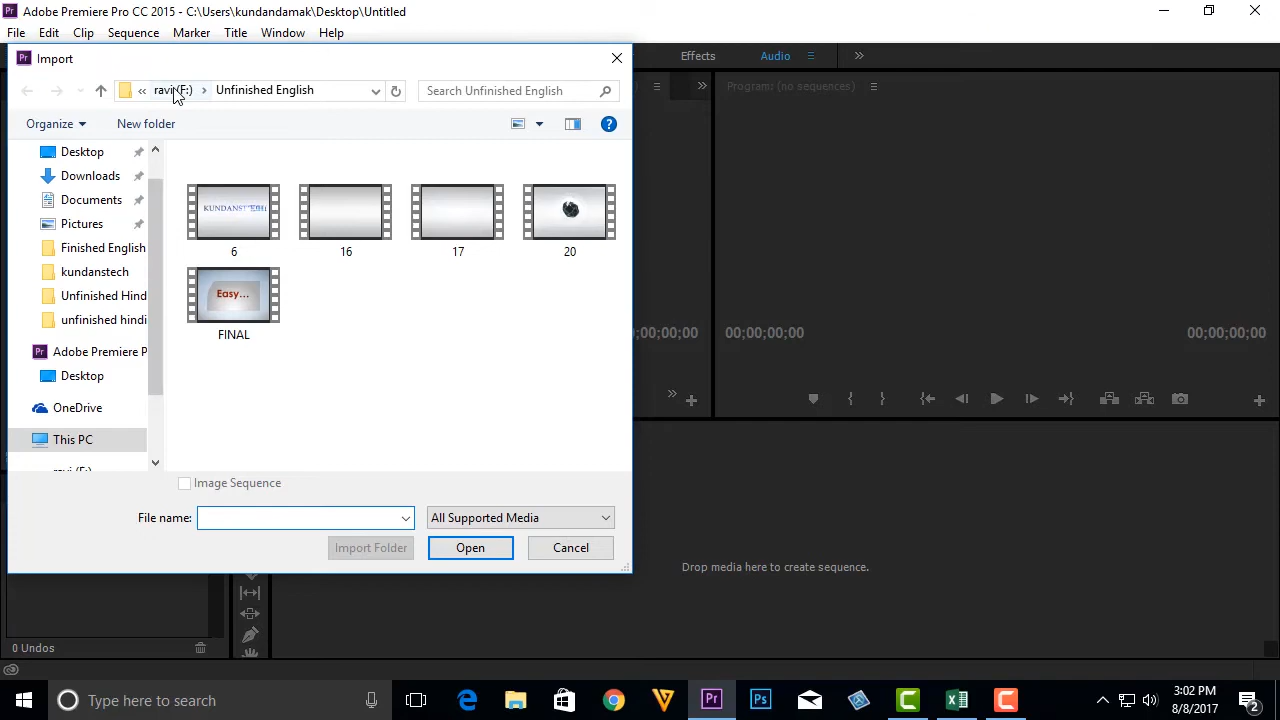 Adobe Premiere Pro CC 2015 - C:\Users\kundandamak\Desktop\Untitled
File Edit Clip Sequence Marker Title Window Help
Import
Effects Audio
« ravi (F:) > Unfinished English
Search Unfinished English
Program: (no sequences)
Organize New folder
Desktop
Downloads
Documents
Pictures
Finished English
kundanstech
Unfinished Hind
unfinished hindi
Adobe Premiere P
Desktop
OneDrive
This PC
ravi (F:)
6
16
17
20
Easy...
FINAL
;00;00;00
00;00;00;00
00;00;00;00
Image Sequence
File name:
All Supported Media
Import Folder Open Cancel
Drop media here to create sequence.
0 Undos
Type here to search
3:02 PM
8/8/2017
2